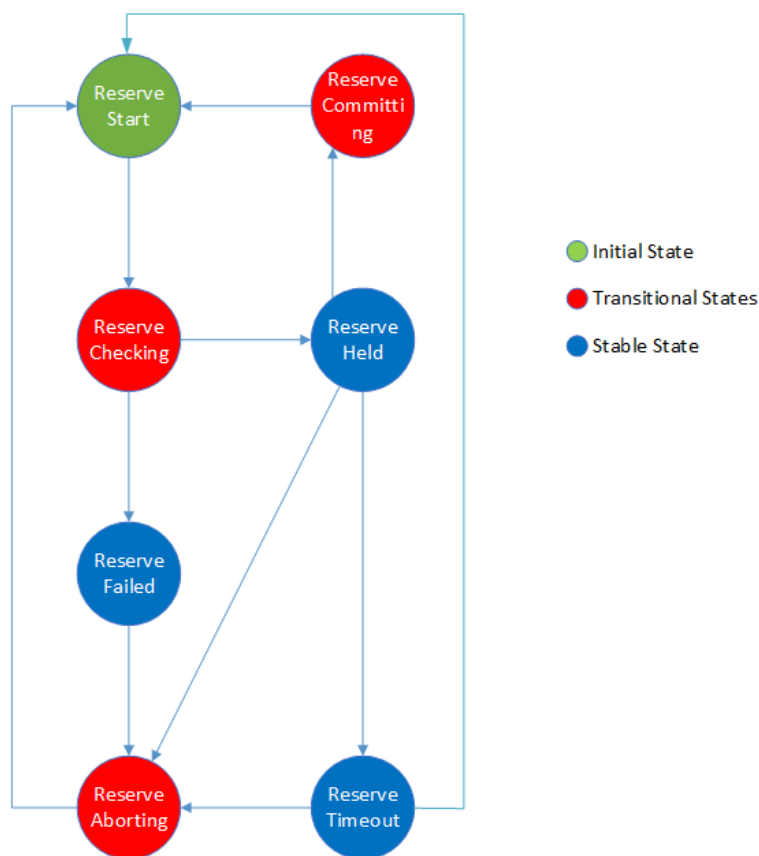 Reserve
Start
Reserve
Committi
ng
Initial State
Transitional States
Stable State
Reserve
Checking
Reserve
Held
Reserve
Failed
Reserve
Aborting
Reserve
Timeout